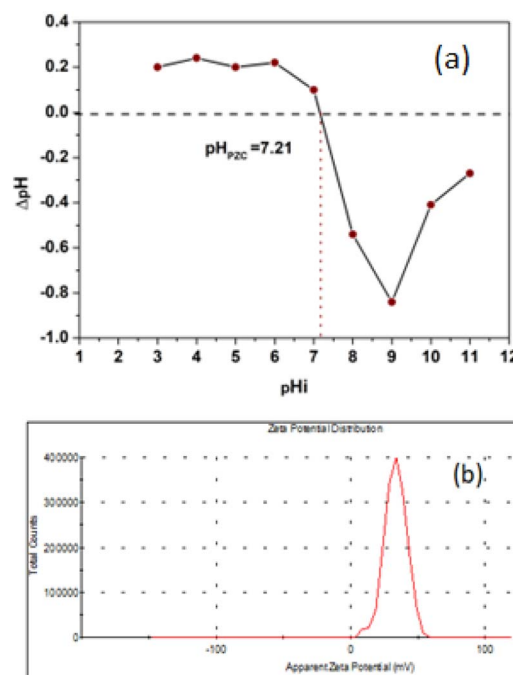 (a)
0.4
0.2
0.0
-0.2
-0.4
-0.6
-0.8
-1.0
ΔpH
pH_PZC =7.21
1 2 3 4 5 6 7 8 9 10 11 12
pHi
Zeta Potential Distribution
(b).
400000
300000
200000
100000
0
Total Counts
-100 0 100
Apparent Zeta Potential (mV)